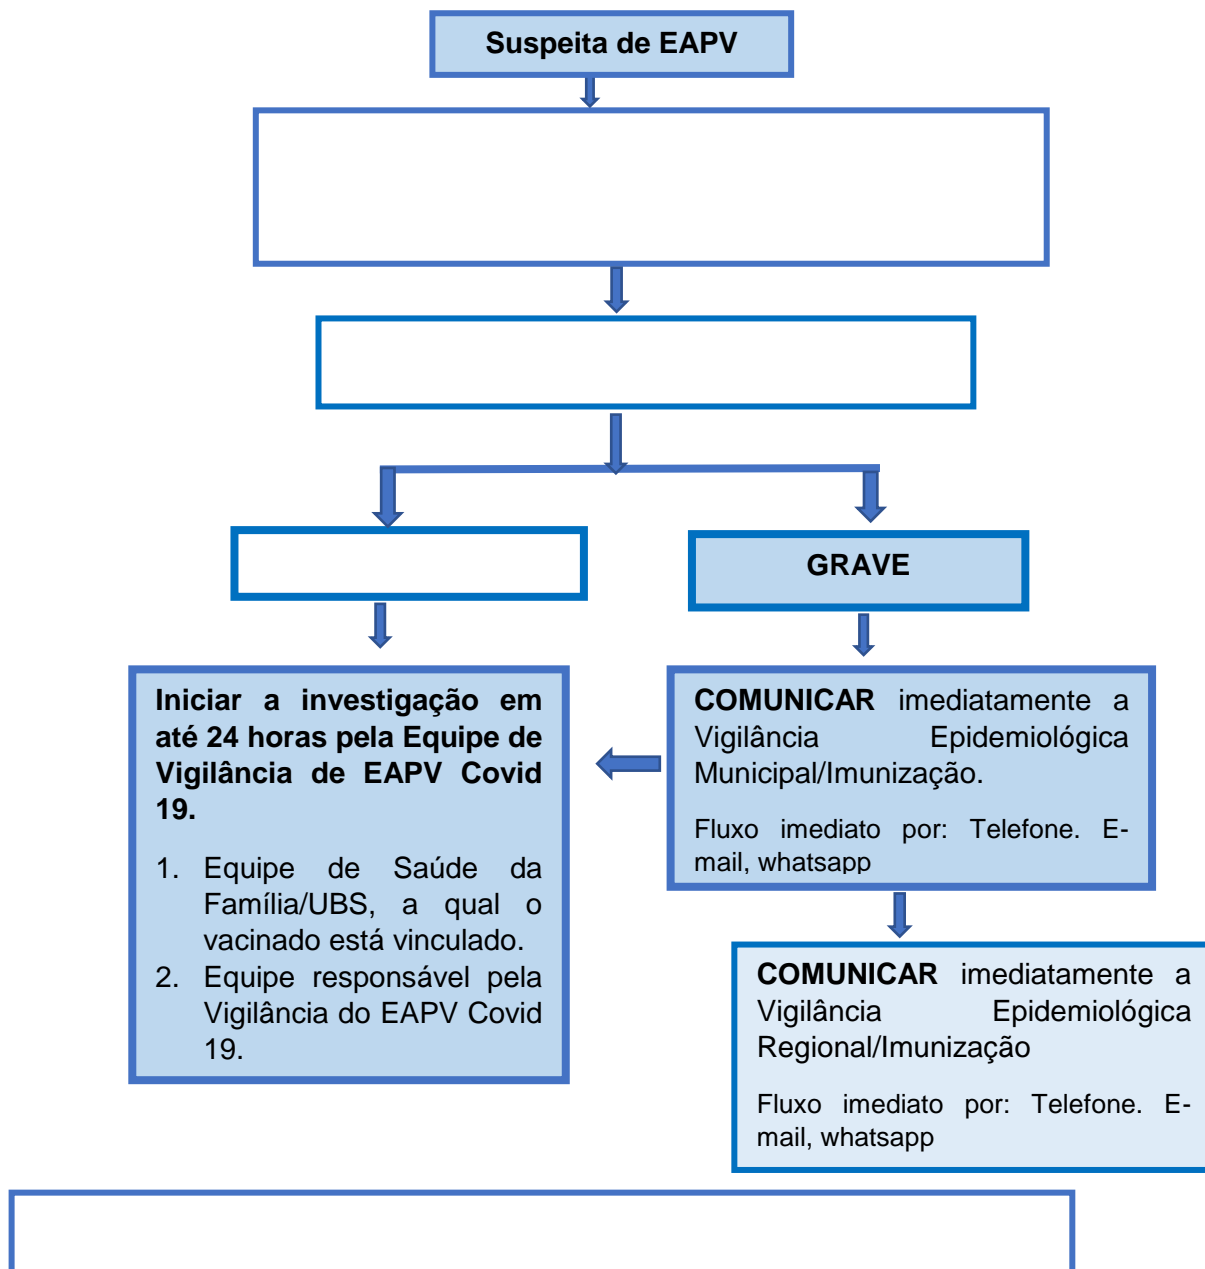 Suspeita de EAPV
GRAVE
Iniciar a investigação em
até 24 horas pela Equipe de
Vigilância de EAPV Covid
19.
1. Equipe de Saúde da
Família/UBS, a qual o
vacinado está vinculado.
2. Equipe responsável pela
Vigilância do EAPV Covid
19.
COMUNICAR imediatamente a
Vigilância Epidemiológica
Municipal/Imunização.
Fluxo imediato por: Telefone. E-
mail, whatsapp
COMUNICAR imediatamente a
Vigilância Epidemiológica
Regional/Imunização
Fluxo imediato por: Telefone. E-
mail, whatsapp